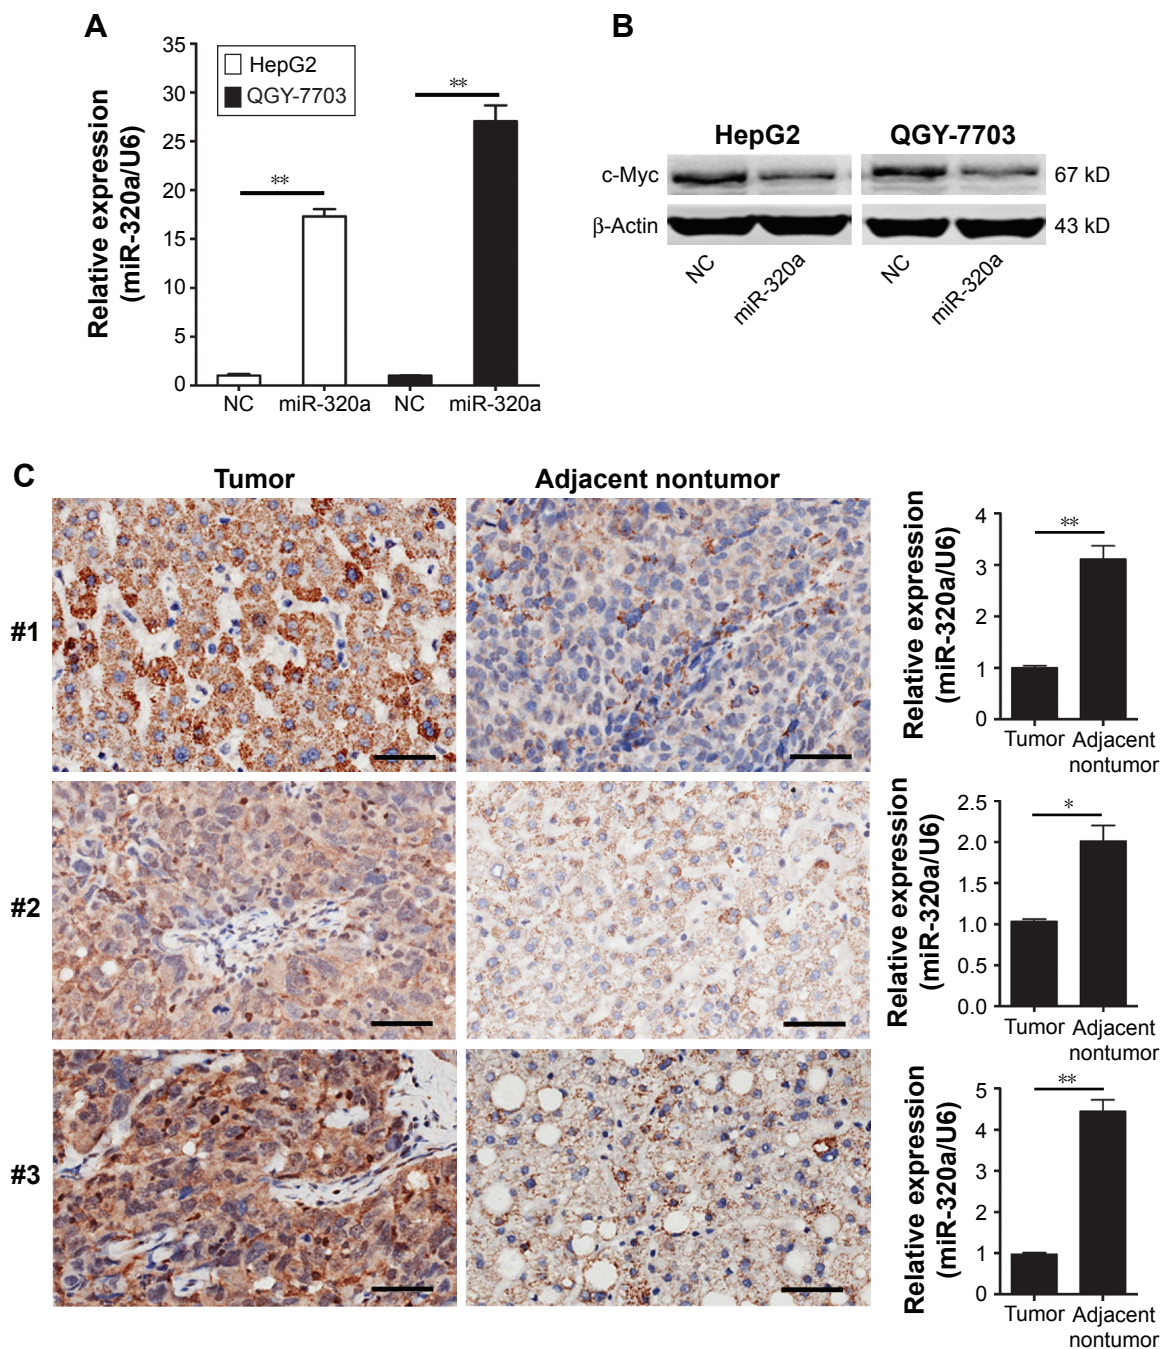 A
35
30
25
20
15
10
5
0
Relative expression
(miR-320a/U6)
HepG2
QGY-7703
**
**
NC
miR-320a
NC
miR-320a
B
HepG2
QGY-7703
c-Myc
67 kD
β-Actin
43 kD
NC
miR-320a
NC
miR-320a
C
Tumor
Adjacent nontumor
#1
Relative expression
(miR-320a/U6)
4
3
2
1
0
**
Tumor
Adjacent
nontumor
#2
Relative expression
(miR-320a/U6)
2.5
2.0
1.5
1.0
0.5
0.0
*
Tumor
Adjacent
nontumor
#3
Relative expression
(miR-320a/U6)
5
4
3
2
1
0
**
Tumor
Adjacent
nontumor